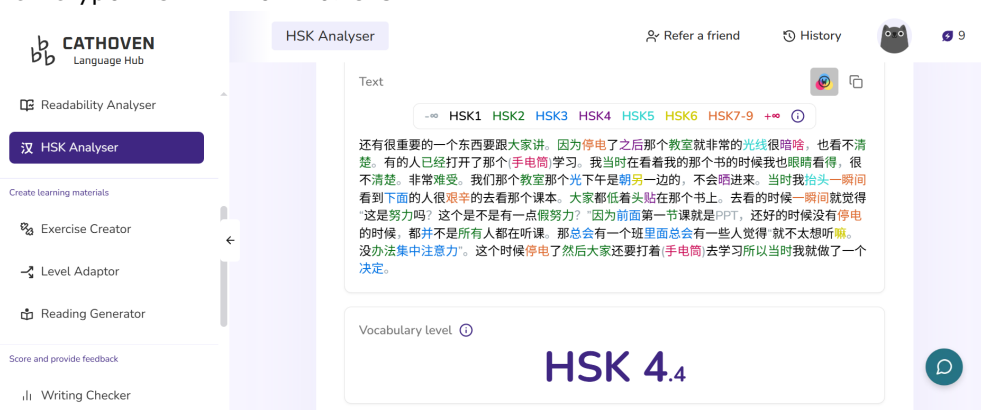 CATHOVEN
Language Hub
HSK Analyser
Refer a friend
History
9
Readability Analyser
汉 HSK Analyser
Create learning materials
Exercise Creator
Level Adaptor
Reading Generator
Score and provide feedback
Writing Checker
Text
-∞ HSK1 HSK2 HSK3 HSK4 HSK5 HSK6 HSK7-9 +∞
还有很重要的一个东西要跟大家讲。因为停电了之后那个教室就非常的光线很暗啥，也看不清
楚。有的人已经打开了那个(手电筒)学习。我当时在看着我的那个书的时候我也眼睛看得，很
不清楚。非常难受。我们那个教室那个光下午是朝另一边的，不会晒进来。当时我抬头一瞬间
看到下面的人很艰辛的去看那个课本。大家都低着头贴在那个书上。去看的时候一瞬间就觉得
"这是努力吗？这个是不是有一点假努力？"因为前面第一节课就是PPT，还好的时候没有停电
的时候，都并不是所有人都在听课。那总会有一个班里面总会有一些人觉得"就不太想听嘛。
没办法集中注意力"。这个时候停电了然后大家还要打着(手电筒)去学习所以当时我就做了一个
决定。
Vocabulary level
HSK 4.4